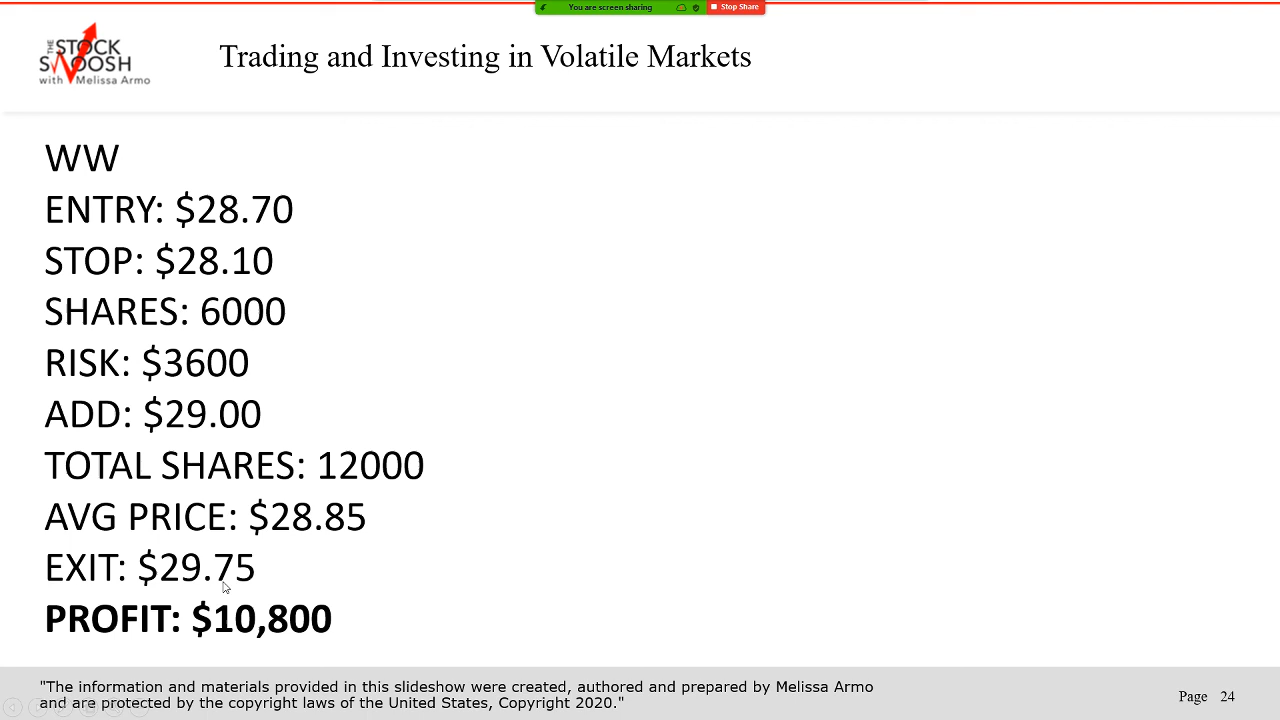 You are screen sharing
Stop Share
THE STOCK
SWOOSH
with Melissa Armo
Trading and Investing in Volatile Markets
WW
ENTRY: $28.70
STOP: $28.10
SHARES: 6000
RISK: $3600
ADD: $29.00
TOTAL SHARES: 12000
AVG PRICE: $28.85
EXIT: $29.75
PROFIT: $10,800
"The information and materials provided in this slideshow were created, authored and prepared by Melissa Armo
and are protected by the copyright laws of the United States, Copyright 2020."
Page 24